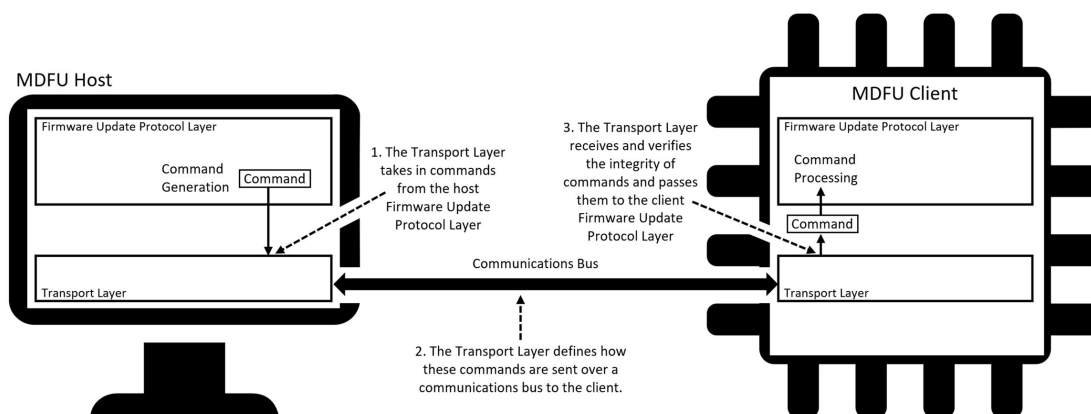 MDFU Host
Firmware Update Protocol Layer
Command
Generation
Command
Transport Layer
1. The Transport Layer
takes in commands
from the host
Firmware Update
Protocol Layer
Communications Bus
2. The Transport Layer defines how
these commands are sent over a
communications bus to the client.
3. The Transport Layer
receives and verifies
the integrity of
commands and passes
them to the client
Firmware Update
Protocol Layer
MDFU Client
Firmware Update Protocol Layer
Command
Processing
Command
Transport Layer